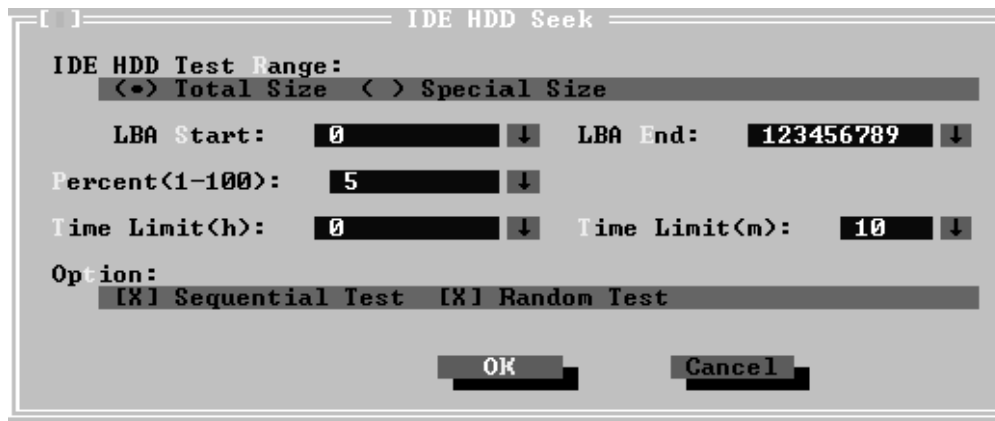 [ ] IDE HDD Seek
IDE HDD Test Range:
(•) Total Size ( ) Special Size
LBA Start: 0 ↓ LBA End: 123456789 ↓
Percent(1-100): 5 ↓
Time Limit(h): 0 ↓ Time Limit(m): 10 ↓
Option:
[X] Sequential Test [X] Random Test
OK Cancel